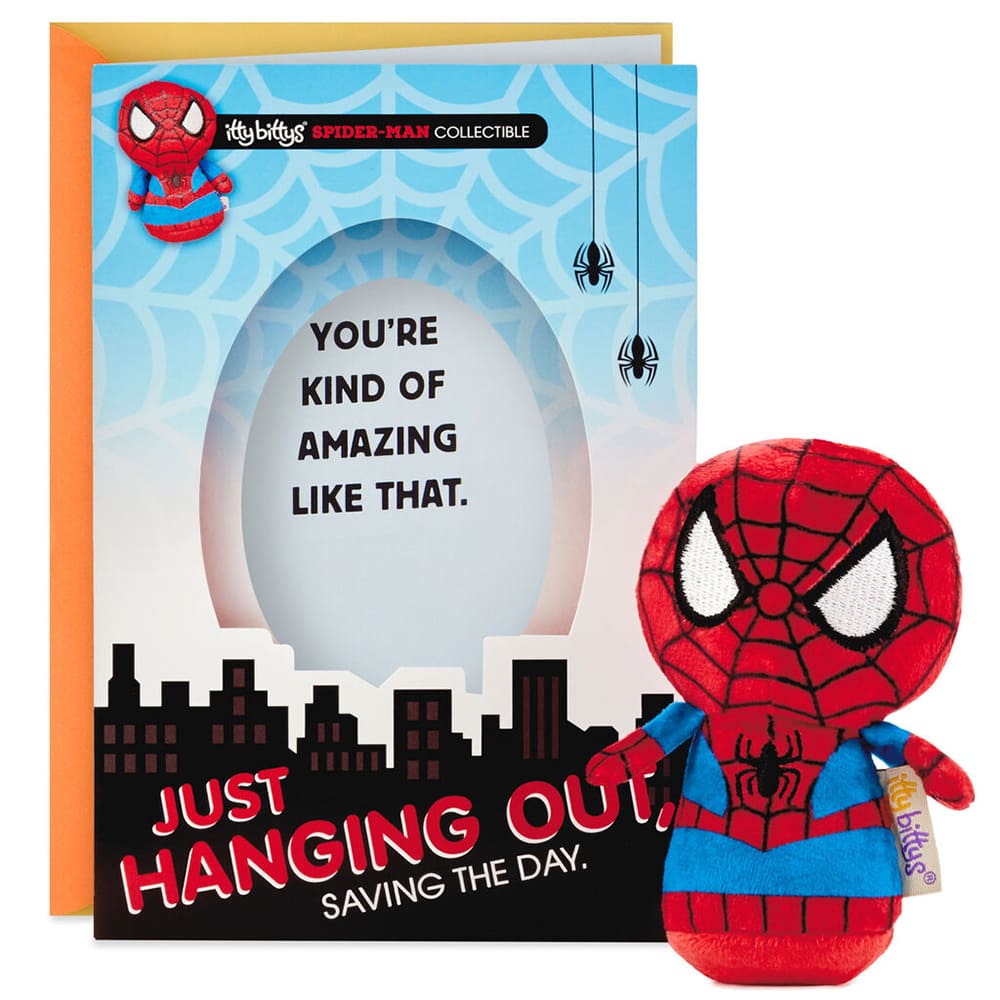 itty bittys® SPIDER-MAN COLLECTIBLE
YOU'RE
KIND OF
AMAZING
LIKE THAT.
JUST
HANGING OUT,
SAVING THE DAY.
itty bittys®